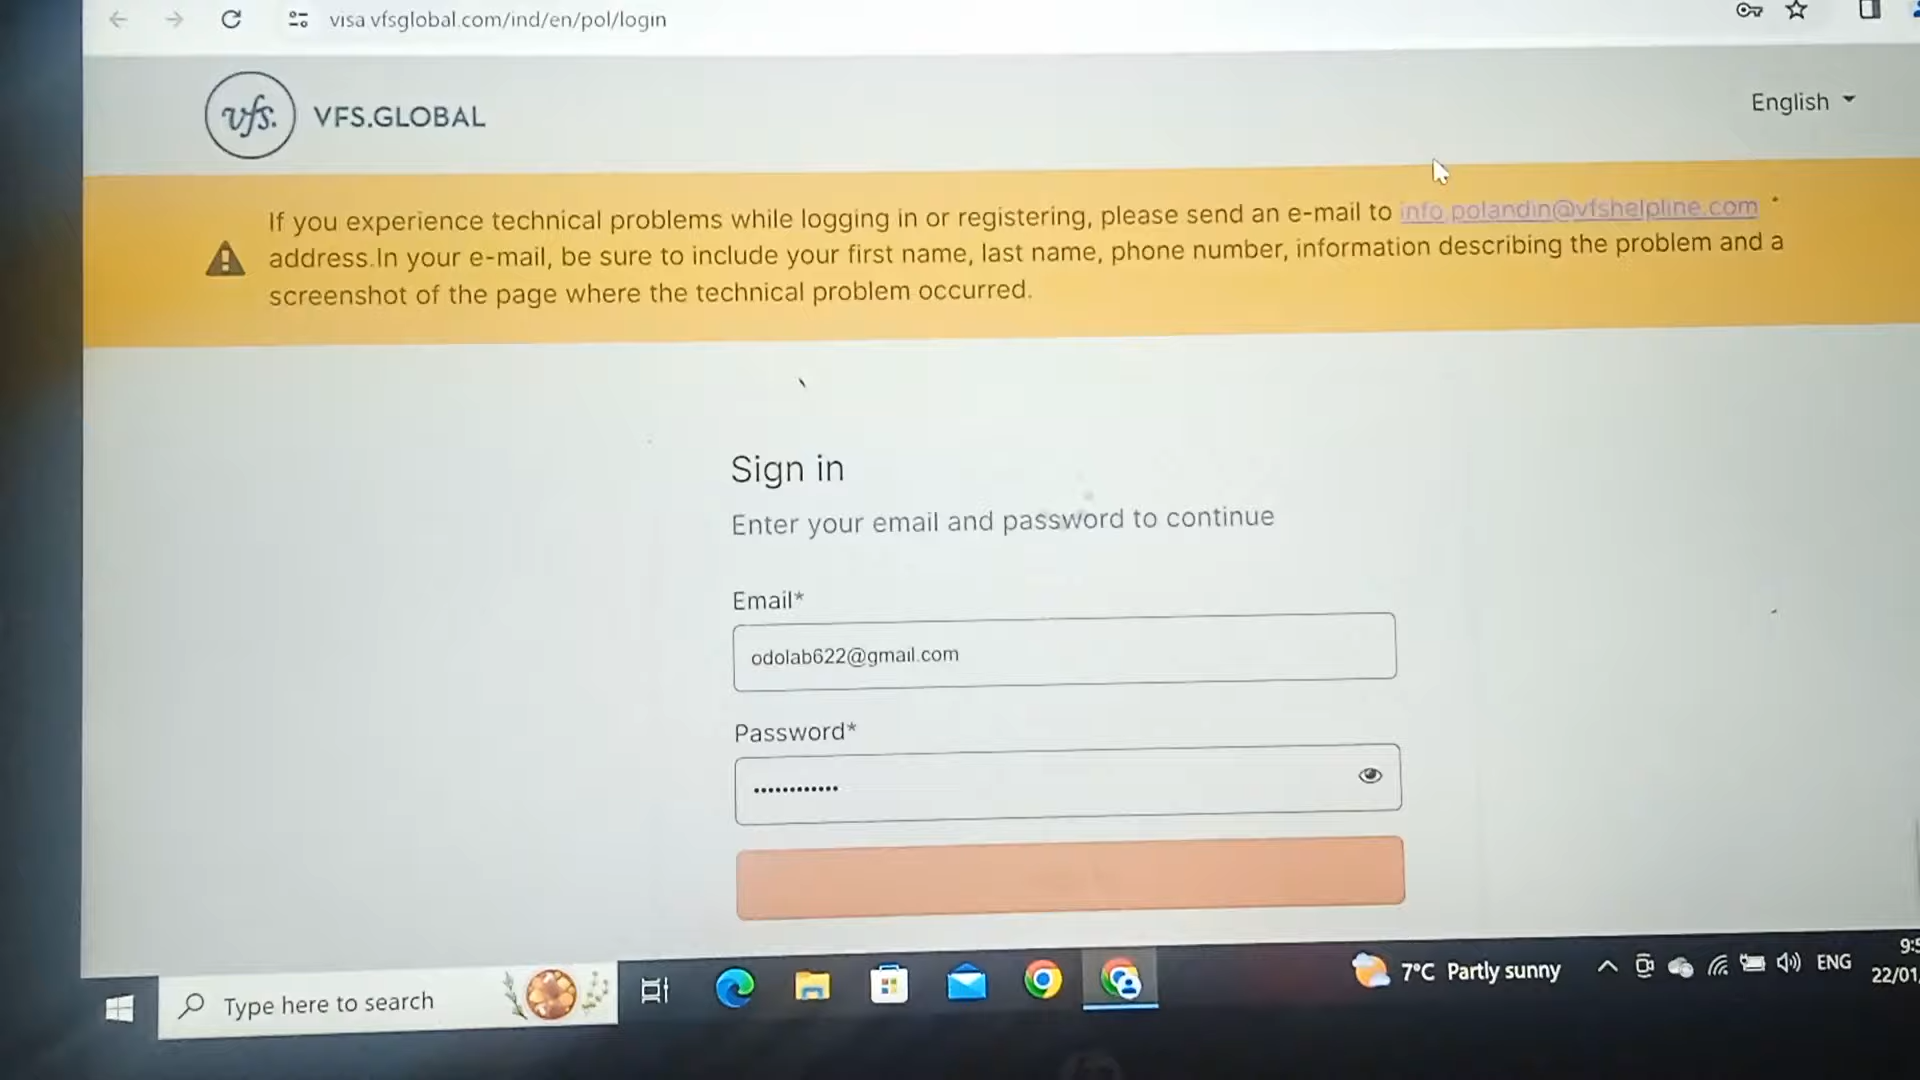 visa.vfsglobal.com/ind/en/pol/login
vfs. VFS.GLOBAL
English
If you experience technical problems while logging in or registering, please send an e-mail to info.polandin@vfshelpline.com
address.In your e-mail, be sure to include your first name, last name, phone number, information describing the problem and a
screenshot of the page where the technical problem occurred.
Sign in
Enter your email and password to continue
Email*
odolab622@gmail.com
Password*
••••••••••••
Type here to search
7°C Partly sunny
ENG
22/01